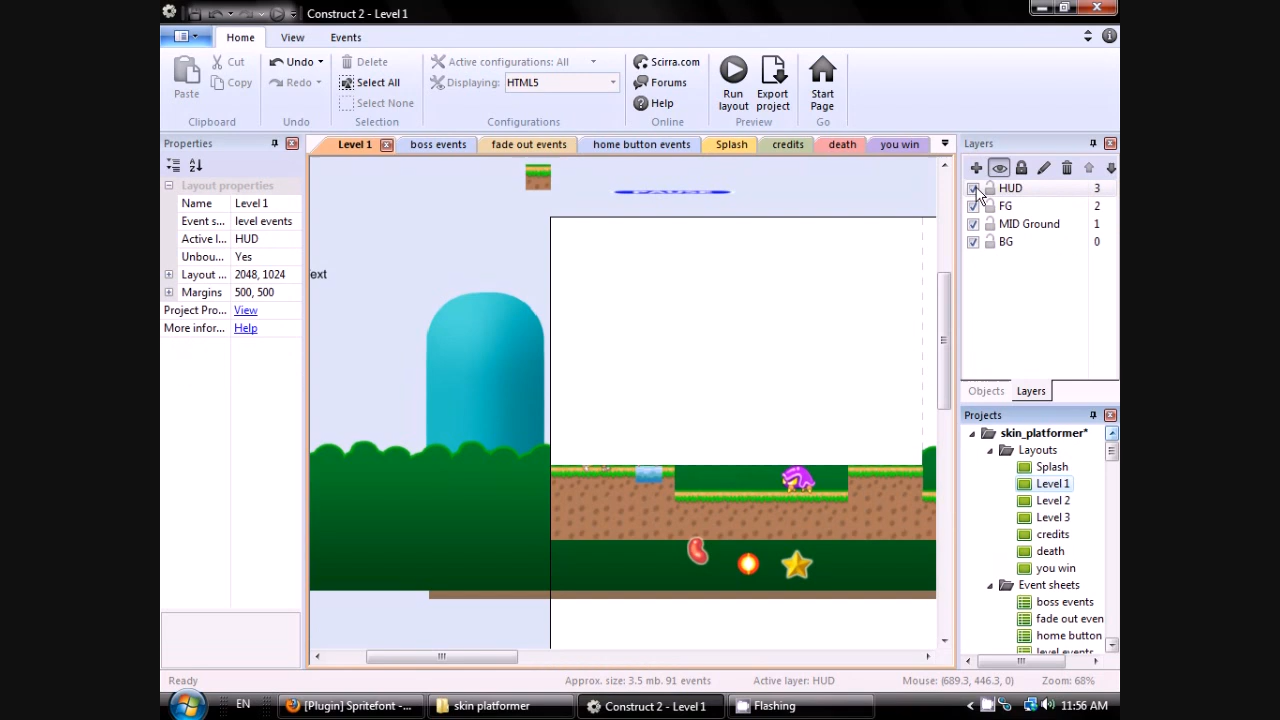 Construct 2 - Level 1
Home View Events
Paste
Cut
Copy
Clipboard
Undo
Redo
Undo
Delete
Select All
Select None
Selection
Active configurations: All
Displaying: HTML5
Configurations
Scirra.com
Forums
Help
Online
Run layout
Export project
Preview
Start Page
Go
Properties
Level 1 boss events fade out events home button events Splash credits death you win
Layers
Layout properties
Name Level 1
Event s... level events
Active l... HUD
Unbou... Yes
Layout ... 2048, 1024
Margins 500, 500
Project Pro... View
More infor... Help
PAUSE
ext
HUD 3
FG 2
MID Ground 1
BG 0
Objects Layers
Projects
skin_platformer*
Layouts
Splash
Level 1
Level 2
Level 3
credits
death
you win
Event sheets
boss events
fade out even
home button
level events
Ready Approx. size: 3.5 mb. 91 events Active layer: HUD Mouse: (689.3, 446.3, 0) Zoom: 68%
EN [Plugin] Spritefont -... skin platformer Construct 2 - Level 1 Flashing 11:56 AM